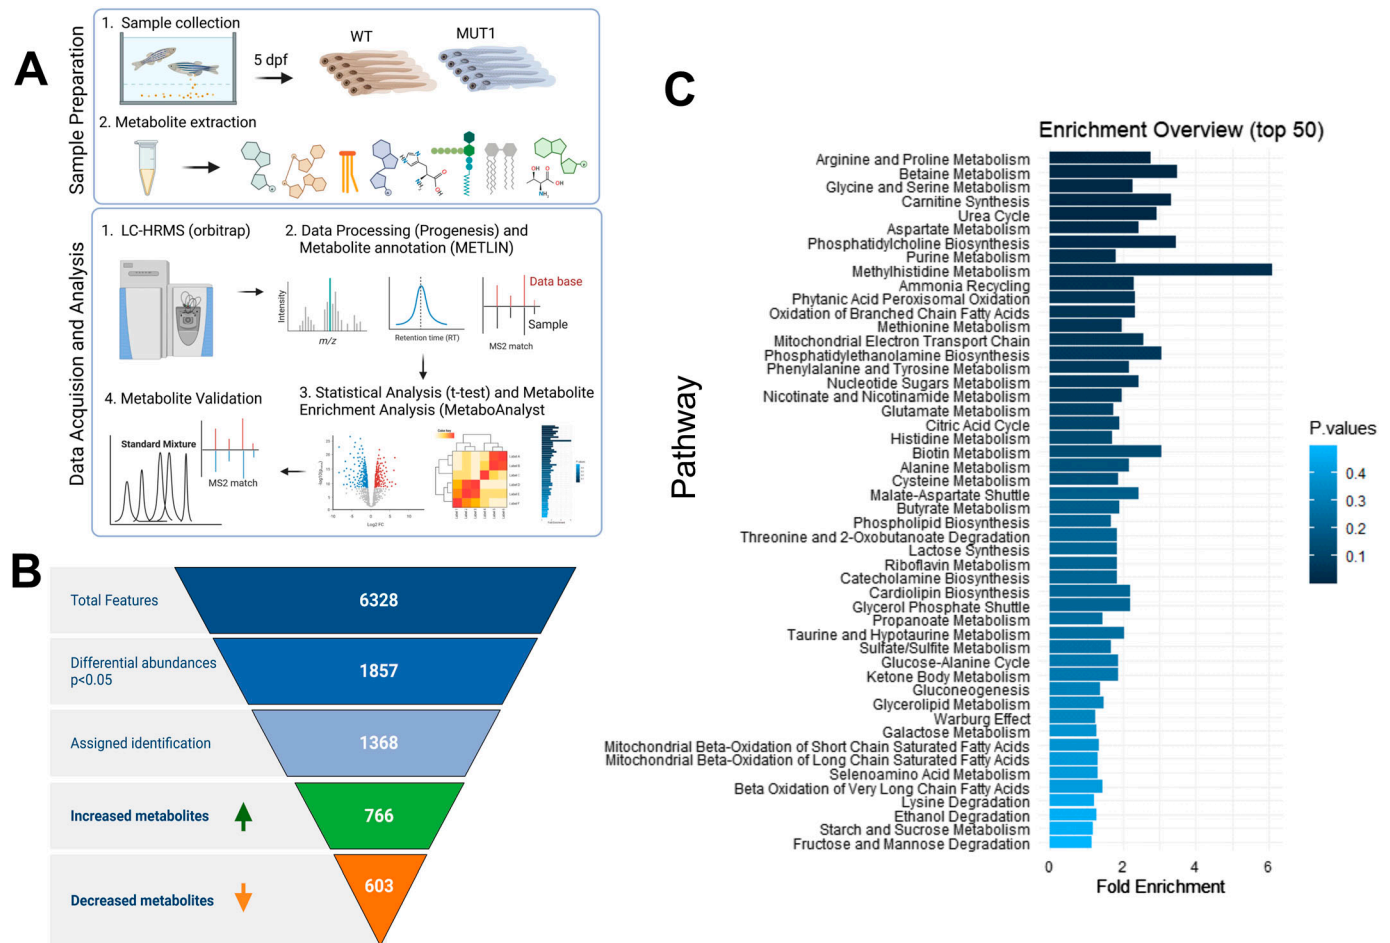 A
Sample Preparation
1. Sample collection
5 dpf
WT
MUT1
2. Metabolite extraction
Data Acquision and Analysis
1. LC-HRMS (orbitrap)
2. Data Processing (Progenesis) and
Metabolite annotation (METLIN)
Intensity
m/z
Retention time (RT)
Data base
Sample
MS2 match
4. Metabolite Validation
Standard Mixture
MS2 match
3. Statistical Analysis (t-test) and Metabolite
Enrichment Analysis (MetaboAnalyst
Log2 FC
B
Total Features
6328
Differential abundances
p<0.05
1857
Assigned identification
1368
Increased metabolites
766
Decreased metabolites
603
C
Enrichment Overview (top 50)
Pathway
Arginine and Proline Metabolism
Betaine Metabolism
Glycine and Serine Metabolism
Carnitine Synthesis
Urea Cycle
Aspartate Metabolism
Phosphatidylcholine Biosynthesis
Purine Metabolism
Methylhistidine Metabolism
Ammonia Recycling
Phytanic Acid Peroxisomal Oxidation
Oxidation of Branched Chain Fatty Acids
Methionine Metabolism
Mitochondrial Electron Transport Chain
Phosphatidylethanolamine Biosynthesis
Phenylalanine and Tyrosine Metabolism
Nucleotide Sugars Metabolism
Nicotinate and Nicotinamide Metabolism
Glutamate Metabolism
Citric Acid Cycle
Histidine Metabolism
Biotin Metabolism
Alanine Metabolism
Cysteine Metabolism
Malate-Aspartate Shuttle
Butyrate Metabolism
Phospholipid Biosynthesis
Threonine and 2-Oxobutanoate Degradation
Lactose Synthesis
Riboflavin Metabolism
Catecholamine Biosynthesis
Cardiolipin Biosynthesis
Glycerol Phosphate Shuttle
Propanoate Metabolism
Taurine and Hypotaurine Metabolism
Sulfate/Sulfite Metabolism
Glucose-Alanine Cycle
Ketone Body Metabolism
Gluconeogenesis
Glycerolipid Metabolism
Warburg Effect
Galactose Metabolism
Mitochondrial Beta-Oxidation of Short Chain Saturated Fatty Acids
Mitochondrial Beta-Oxidation of Long Chain Saturated Fatty Acids
Selenoamino Acid Metabolism
Beta Oxidation of Very Long Chain Fatty Acids
Lysine Degradation
Ethanol Degradation
Starch and Sucrose Metabolism
Fructose and Mannose Degradation
0 2 4 6
Fold Enrichment
P.values
0.4
0.3
0.2
0.1